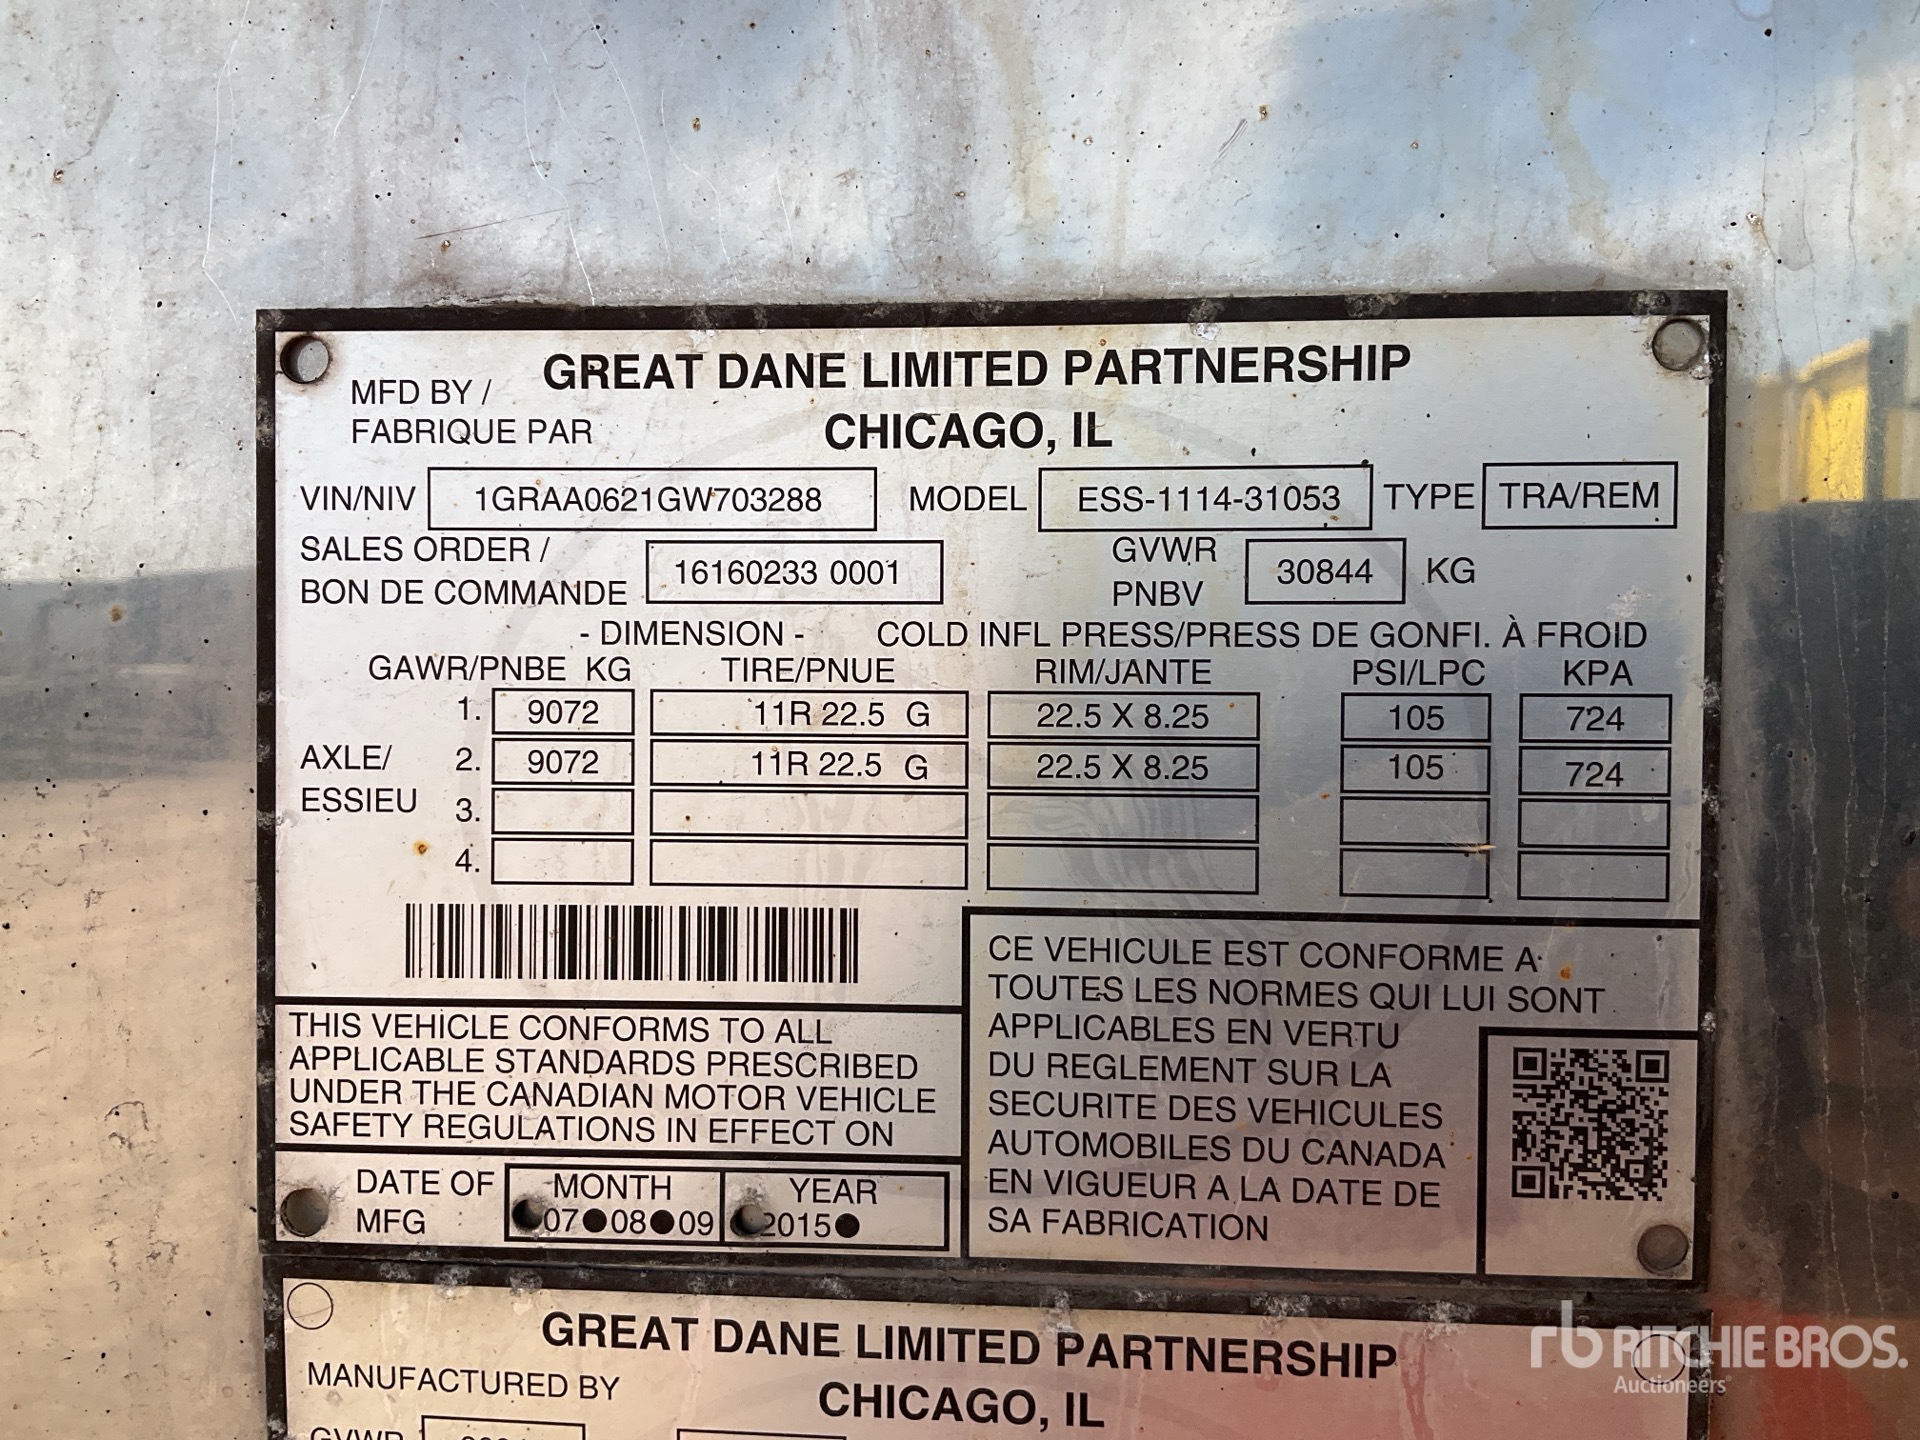 MFD BY / GREAT DANE LIMITED PARTNERSHIP
FABRIQUE PAR CHICAGO, IL
VIN/NIV 1GRAA0621GW703288 MODEL ESS-1114-31053 TYPE TRA/REM
SALES ORDER / BON DE COMMANDE 16160233 0001 GVWR PNBV 30844 KG
- DIMENSION - COLD INFL PRESS/PRESS DE GONFI. À FROID
GAWR/PNBE KG TIRE/PNUE RIM/JANTE PSI/LPC KPA
1. 9072 11R 22.5 G 22.5 X 8.25 105 724
AXLE/ 2. 9072 11R 22.5 G 22.5 X 8.25 105 724
ESSIEU 3.
4.
THIS VEHICLE CONFORMS TO ALL
APPLICABLE STANDARDS PRESCRIBED
UNDER THE CANADIAN MOTOR VEHICLE
SAFETY REGULATIONS IN EFFECT ON
DATE OF MONTH YEAR
MFG 07●08●09 2015●
CE VEHICULE EST CONFORME A
TOUTES LES NORMES QUI LUI SONT
APPLICABLES EN VERTU
DU REGLEMENT SUR LA
SECURITE DES VEHICULES
AUTOMOBILES DU CANADA
EN VIGUEUR A LA DATE DE
SA FABRICATION
GREAT DANE LIMITED PARTNERSHIP
MANUFACTURED BY CHICAGO, IL
GVWR
rb RITCHIE BROS.
Auctioneers